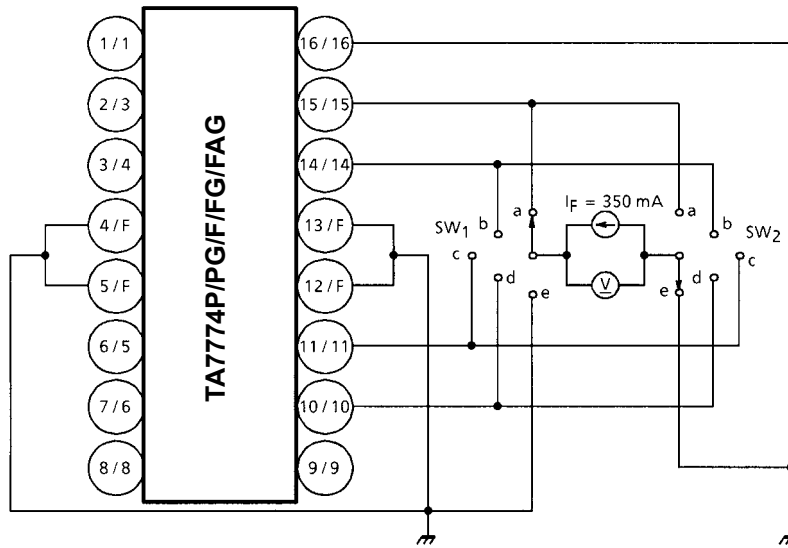 1 / 1
2 / 3
3 / 4
4 / F
5 / F
6 / 5
7 / 6
8 / 8
TA7774P/PG/F/FG/FAG
16 / 16
15 / 15
14 / 14
13 / F
12 / F
11 / 11
10 / 10
9 / 9
SW1
a
b
c
d
e
IF = 350 mA
V
a
b
c
d
e
SW2